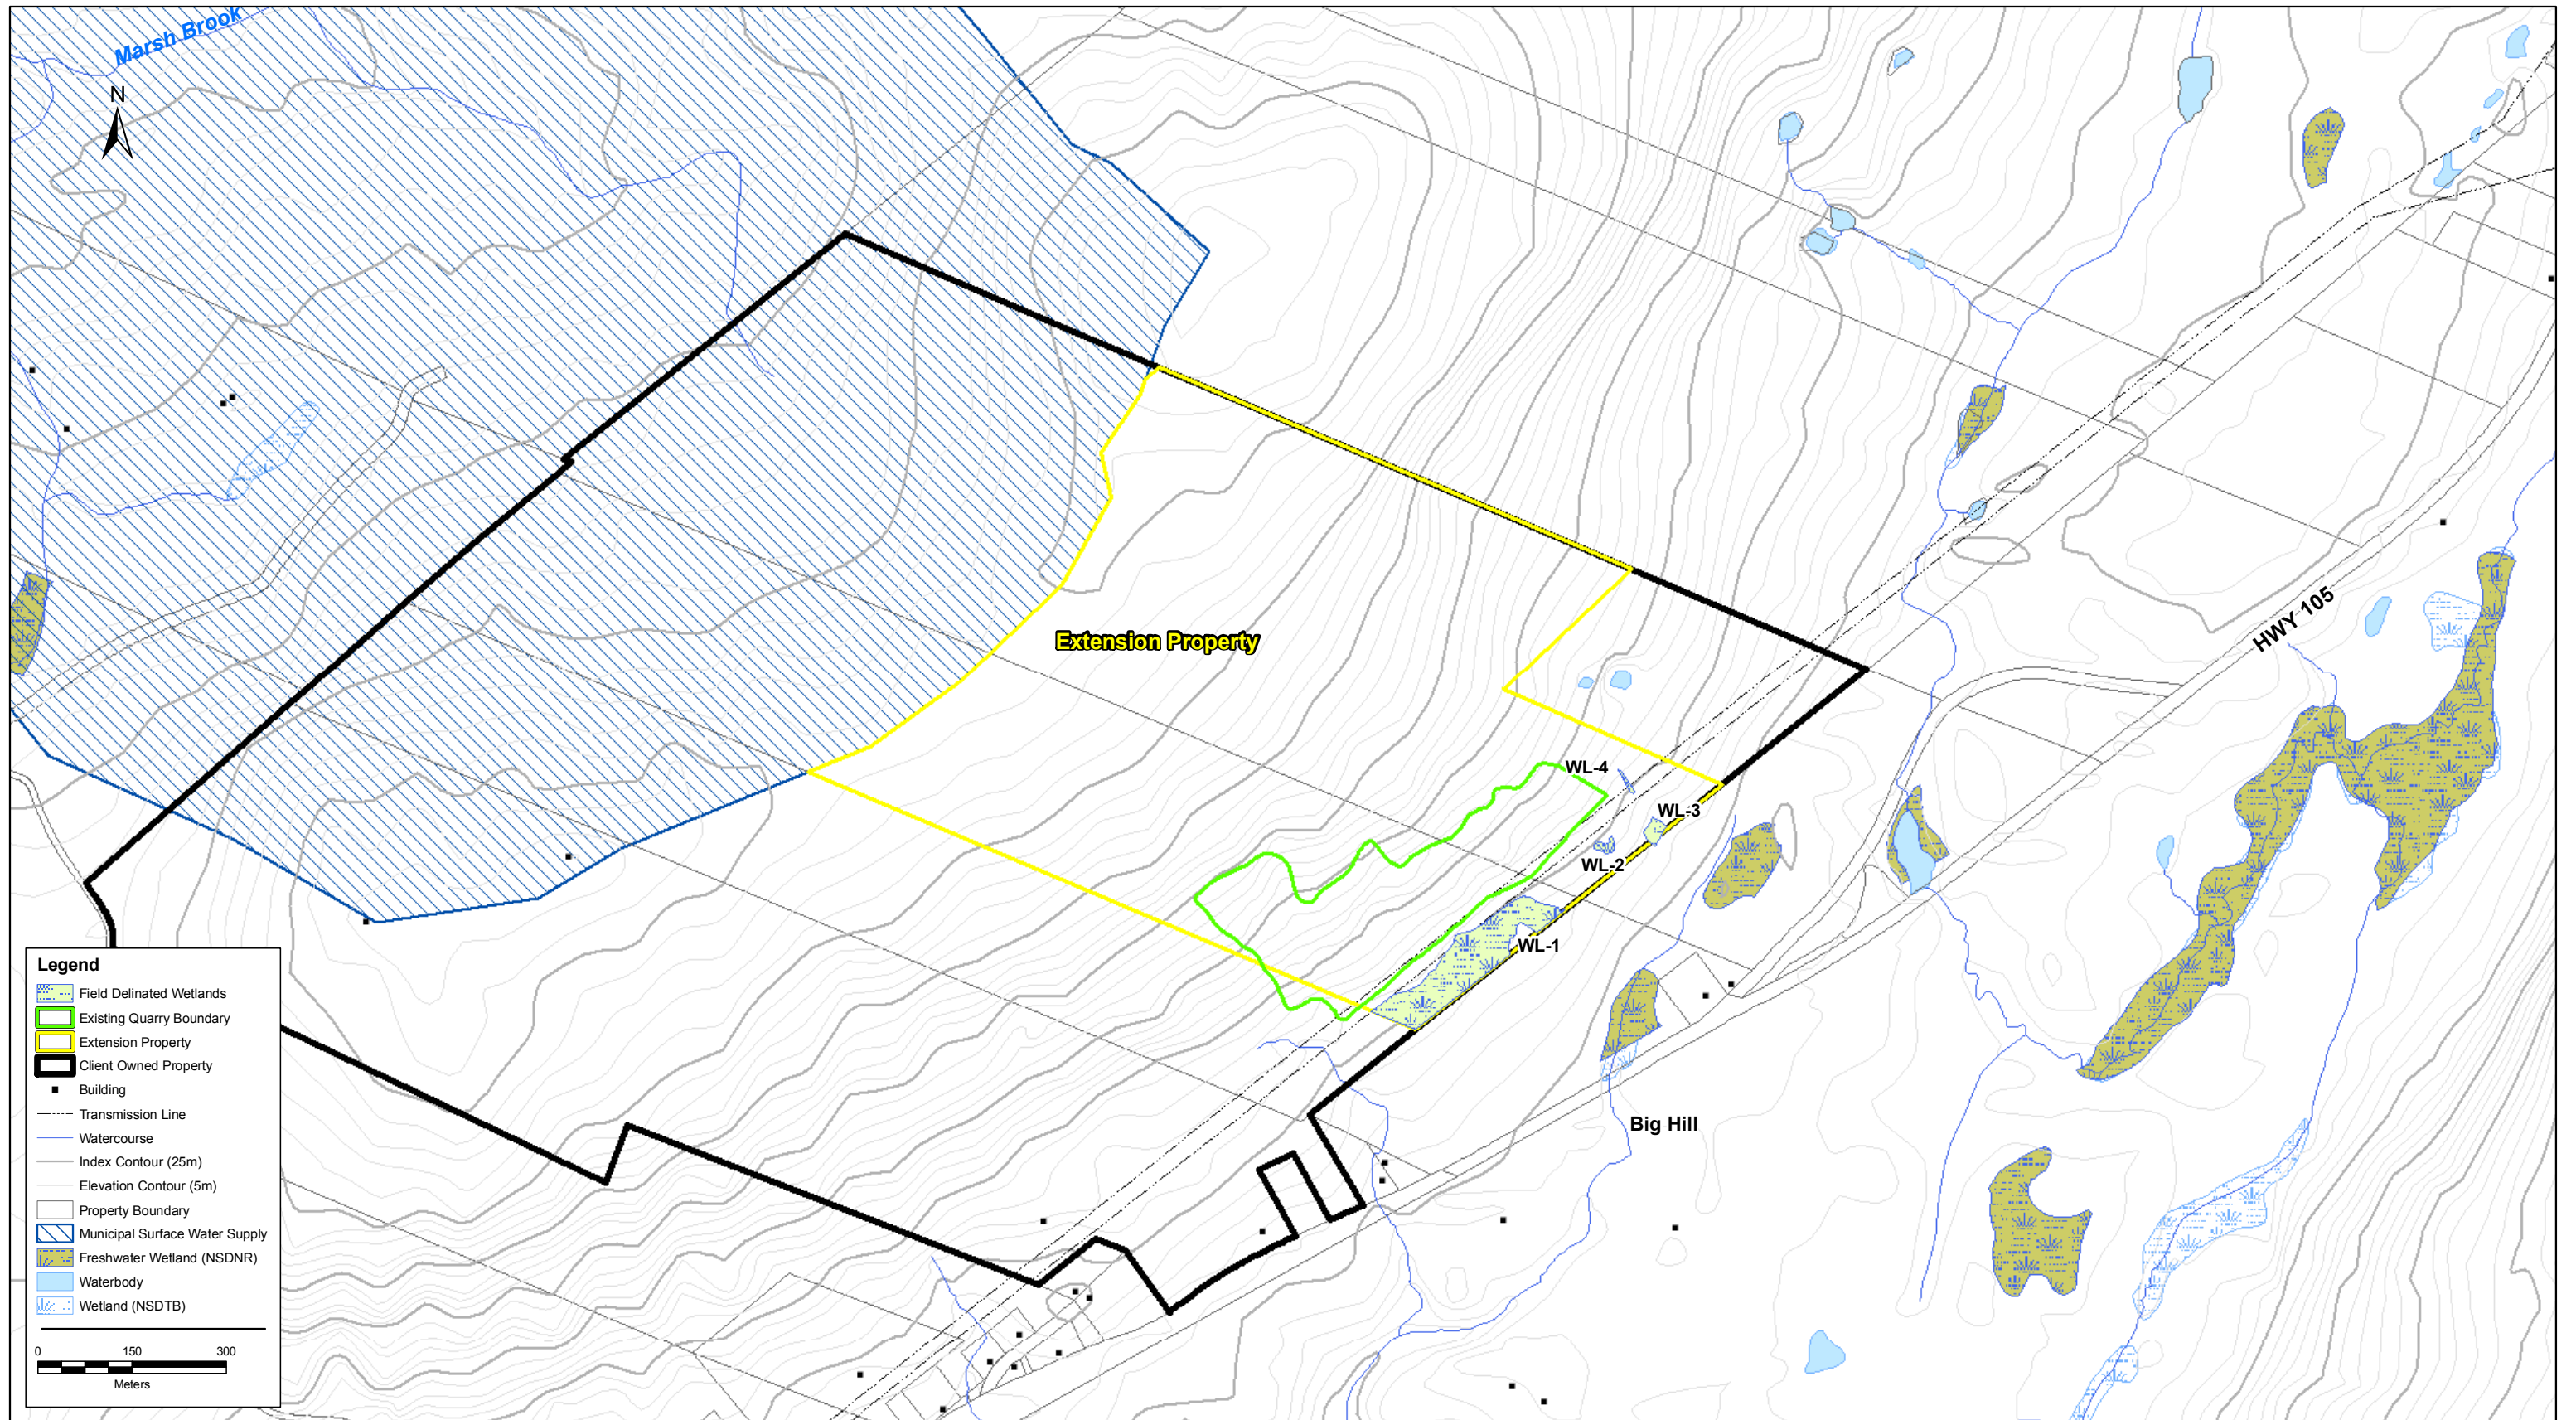 Marsh Brook
N
Extension Property
HWY 105
WL-4
WL-3
WL-2
WL-1
Big Hill
Legend
Field Delinated Wetlands
Existing Quarry Boundary
Extension Property
Client Owned Property
Building
Transmission Line
Watercourse
Index Contour (25m)
Elevation Contour (5m)
Property Boundary
Municipal Surface Water Supply
Freshwater Wetland (NSDNR)
Waterbody
Wetland (NSDTB)
0 150 300
Meters